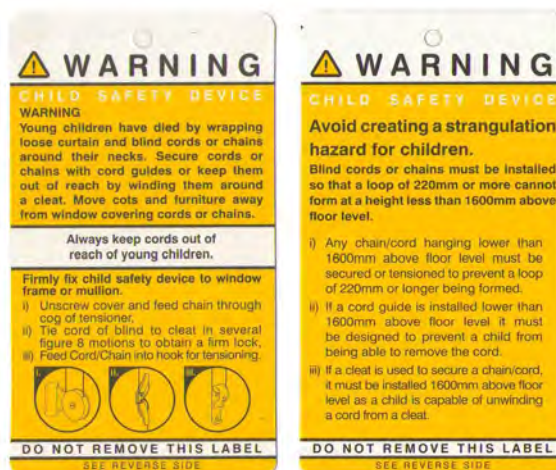 WARNING
CHILD SAFETY DEVICE
WARNING
Young children have died by wrapping
loose curtain and blind cords or chains
around their necks. Secure cords or
chains with cord guides or keep them
out of reach by winding them around
a cleat. Move cots and furniture away
from window covering cords or chains.
Always keep cords out of
reach of young children.
Firmly fix child safety device to window
frame or mullion.
i) Unscrew cover and feed chain through
cog of tensioner,
ii) Tie cord of blind to cleat in several
figure 8 motions to obtain a firm lock,
iii) Feed Cord/Chain into hook for tensioning.
i. ii. iii.
DO NOT REMOVE THIS LABEL
SEE REVERSE SIDE
WARNING
CHILD SAFETY DEVICE
Avoid creating a strangulation
hazard for children.
Blind cords or chains must be installed
so that a loop of 220mm or more cannot
form at a height less than 1600mm above
floor level.
i) Any chain/cord hanging lower than
1600mm above floor level must be
secured or tensioned to prevent a loop
of 220mm or longer being formed.
ii) If a cord guide is installed lower than
1600mm above floor level it must
be designed to prevent a child from
being able to remove the cord.
iii) If a cleat is used to secure a chain/cord,
it must be installed 1600mm above floor
level as a child is capable of unwinding
a cord from a cleat.
DO NOT REMOVE THIS LABEL
SEE REVERSE SIDE